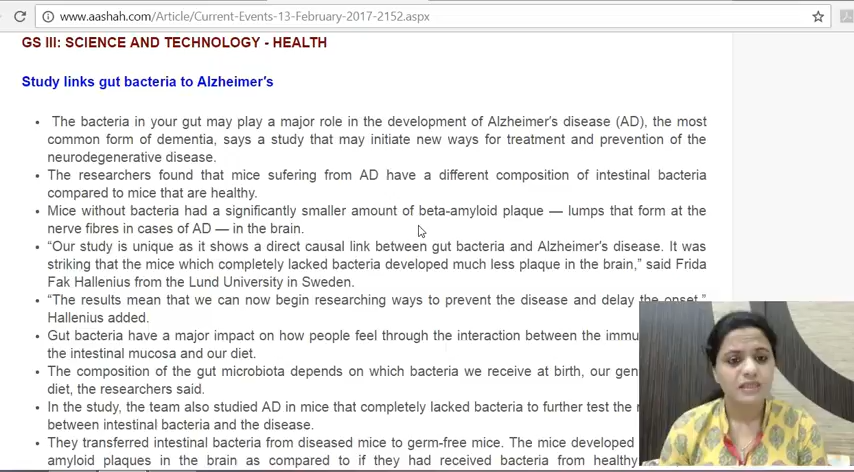 www.aashah.com/Article/Current-Events-13-February-2017-2152.aspx
GS III: SCIENCE AND TECHNOLOGY - HEALTH
Study links gut bacteria to Alzheimer's
• The bacteria in your gut may play a major role in the development of Alzheimer's disease (AD), the most
common form of dementia, says a study that may initiate new ways for treatment and prevention of the
neurodegenerative disease.
• The researchers found that mice sufering from AD have a different composition of intestinal bacteria
compared to mice that are healthy.
• Mice without bacteria had a significantly smaller amount of beta-amyloid plaque — lumps that form at the
nerve fibres in cases of AD — in the brain.
• “Our study is unique as it shows a direct causal link between gut bacteria and Alzheimer's disease. It was
striking that the mice which completely lacked bacteria developed much less plaque in the brain,” said Frida
Fak Hallenius from the Lund University in Sweden.
• “The results mean that we can now begin researching ways to prevent the disease and delay the onset,”
Hallenius added.
• Gut bacteria have a major impact on how people feel through the interaction between the
the intestinal mucosa and our diet.
• The composition of the gut microbiota depends on which bacteria we receive at birth, our
diet, the researchers said.
• In the study, the team also studied AD in mice that completely lacked bacteria to further test the
between intestinal bacteria and the disease.
• They transferred intestinal bacteria from diseased mice to germ-free mice. The mice developed
amyloid plaques in the brain as compared to if they had received bacteria from healthy